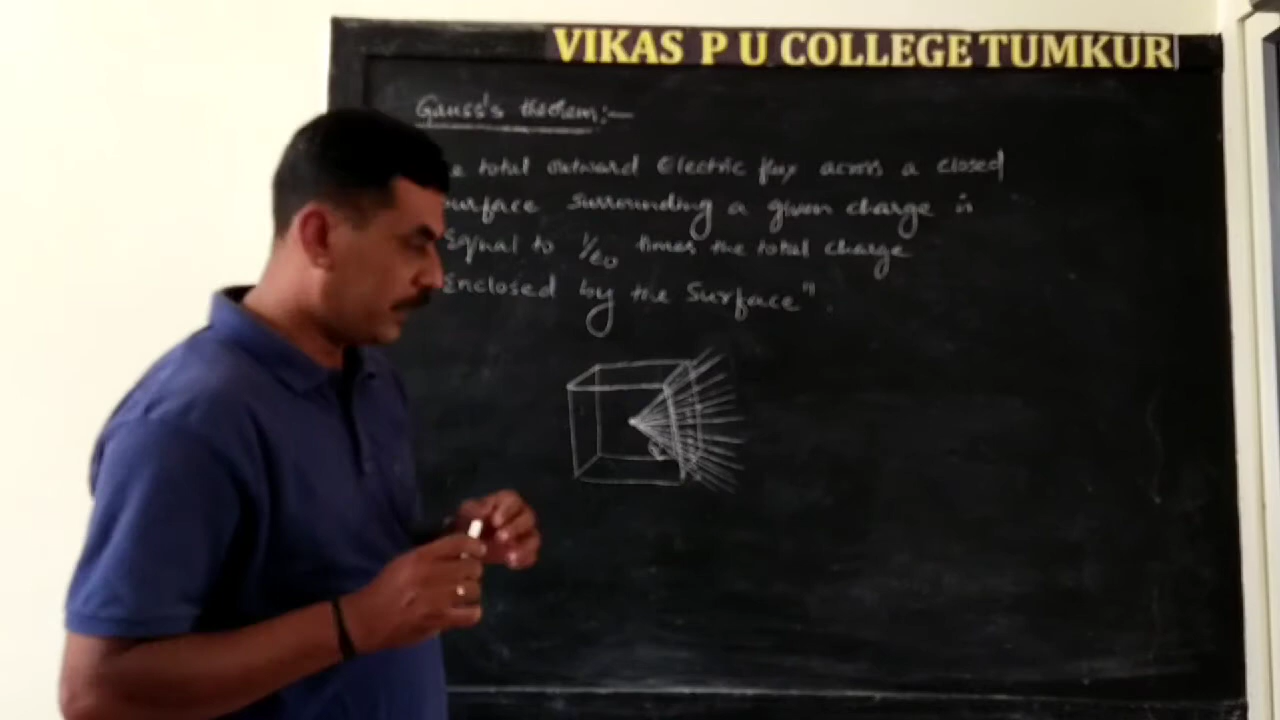 VIKAS P U COLLEGE TUMKUR
Gauss's theorem:-
e total outward Electric flux across a closed
urface surrounding a given charge is
Equal to 1/ε0 times the total charge
Enclosed by the Surface".